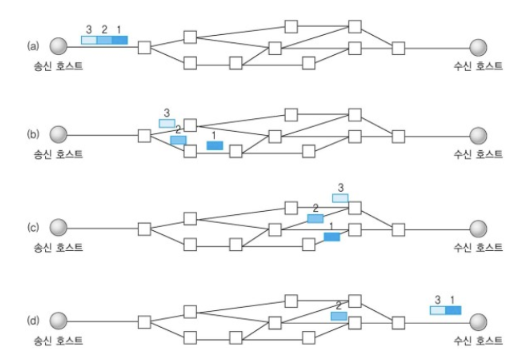 3 2 1
(a)
송신 호스트 수신 호스트
3
(b) 2 1
송신 호스트 수신 호스트
3
2
(c) 1
송신 호스트 수신 호스트
2 3 1
(d)
송신 호스트 수신 호스트